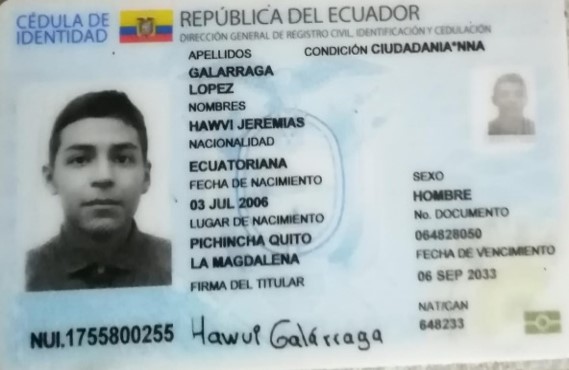 CÉDULA DE
IDENTIDAD
REPÚBLICA DEL ECUADOR
DIRECCIÓN GENERAL DE REGISTRO CIVIL, IDENTIFICACIÓN Y CEDULACIÓN
APELLIDOS
CONDICIÓN CIUDADANIA*NNA
GALARRAGA
LOPEZ
NOMBRES
HAWVI JEREMIAS
NACIONALIDAD
ECUATORIANA
FECHA DE NACIMIENTO
03 JUL 2006
LUGAR DE NACIMIENTO
PICHINCHA QUITO
LA MAGDALENA
FIRMA DEL TITULAR
SEXO
HOMBRE
No. DOCUMENTO
064828050
FECHA DE VENCIMIENTO
06 SEP 2033
NATICAN
648233
NUI.1755800255
Hawvi Galárraga